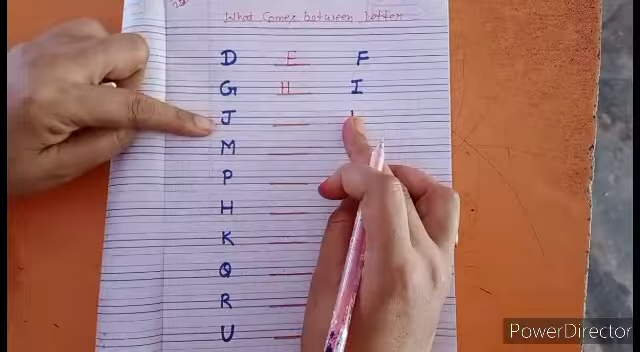 What Comes between Letter
D E F
G H I
J
M
P
H
K
Q
R
U
PowerDirector